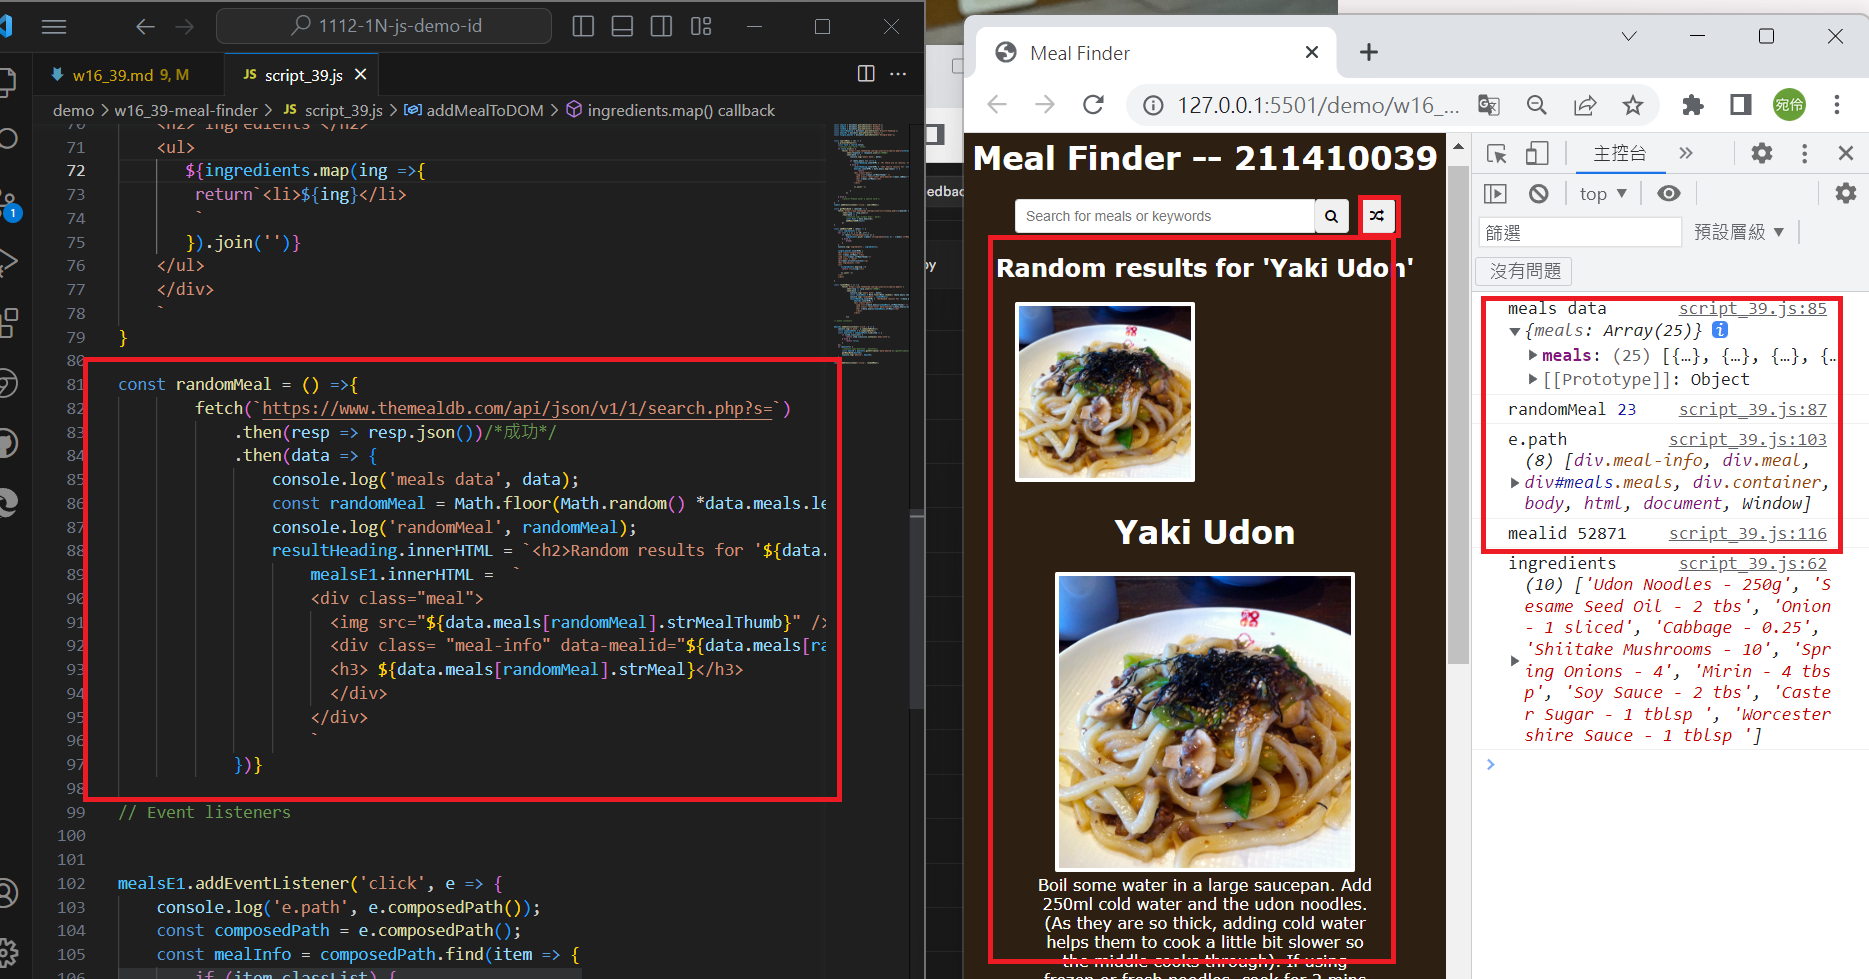 1112-1N-js-demo-id
w16_39.md 9, M
JS script_39.js
demo > w16_39-meal-finder > JS script_39.js > addMealToDOM > ingredients.map() callback
70 <h2> ingredients </h2>
71 <ul>
72 ${ingredients.map(ing =>{
73 return`<li>${ing}</li>
74 `
75 }).join('')}
76 </ul>
77 </div>
78 `
79 }
80
81 const randomMeal = () =>{
82 fetch(`https://www.themealdb.com/api/json/v1/1/search.php?s=`)
83 .then(resp => resp.json())/*成功*/
84 .then(data => {
85 console.log('meals data', data);
86 const randomMeal = Math.floor(Math.random() *data.meals.le
87 console.log('randomMeal', randomMeal);
88 resultHeading.innerHTML = `<h2>Random results for '${data.
89 mealsE1.innerHTML = `
90 <div class="meal">
91 <img src="${data.meals[randomMeal].strMealThumb}" />
92 <div class= "meal-info" data-mealid="${data.meals[ra
93 <h3> ${data.meals[randomMeal].strMeal}</h3>
94 </div>
95 </div>
96 `
97 })}
98
99 // Event listeners
100
101
102 mealsE1.addEventListener('click', e => {
103 console.log('e.path', e.composedPath());
104 const composedPath = e.composedPath();
105 const mealInfo = composedPath.find(item => {
106 if (item.classList) {
1
edbac
py
Meal Finder
127.0.0.1:5501/demo/w16_...
宛伶
Meal Finder -- 211410039
Search for meals or keywords
Random results for 'Yaki Udon'
Yaki Udon
Boil some water in a large saucepan. Add
250ml cold water and the udon noodles.
(As they are so thick, adding cold water
helps them to cook a little bit slower so
the middle cooks through). If using
frozen or fresh noodles, cook for 2 mins
主控台
top
篩選
預設層級
沒有問題
meals data script_39.js:85
{meals: Array(25)}
meals: (25) [{…}, {…}, {…}, {…
[[Prototype]]: Object
randomMeal 23 script_39.js:87
e.path script_39.js:103
(8) [div.meal-info, div.meal,
div#meals.meals, div.container,
body, html, document, Window]
mealid 52871 script_39.js:116
ingredients script_39.js:62
(10) ['Udon Noodles - 250g', 'S
esame Seed Oil - 2 tbs', 'Onion
- 1 sliced', 'Cabbage - 0.25',
'Shiitake Mushrooms - 10', 'Spr
ing Onions - 4', 'Mirin - 4 tbs
p', 'Soy Sauce - 2 tbs', 'Caste
r Sugar - 1 tblsp ', 'Worcester
shire Sauce - 1 tblsp ']